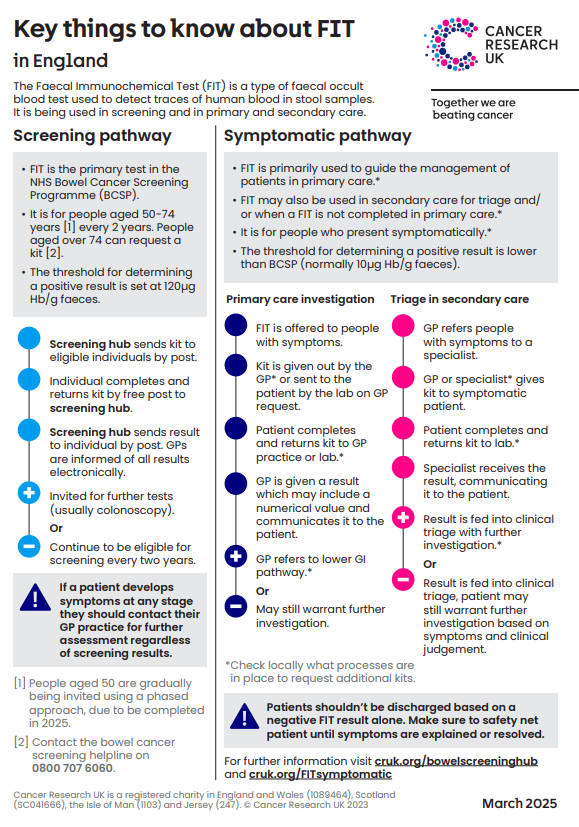 Key things to know about FIT
in England
CANCER
RESEARCH
UK
Together we are
beating cancer
The Faecal Immunochemical Test (FIT) is a type of faecal occult
blood test used to detect traces of human blood in stool samples.
It is being used in screening and in primary and secondary care.
Screening pathway
• FIT is the primary test in the
NHS Bowel Cancer Screening
Programme (BCSP).
• It is for people aged 50-74
years [1] every 2 years. People
aged over 74 can request a
kit [2].
• The threshold for determining
a positive result is set at 120µg
Hb/g faeces.
Screening hub sends kit to
eligible individuals by post.
Individual completes and
returns kit by free post to
screening hub.
Screening hub sends result
to individual by post. GPs
are informed of all results
electronically.
+
Invited for further tests
(usually colonoscopy).
Or
−
Continue to be eligible for
screening every two years.
!
If a patient develops
symptoms at any stage
they should contact their
GP practice for further
assessment regardless
of screening results.
[1] People aged 50 are gradually
being invited using a phased
approach, due to be completed
in 2025.
[2] Contact the bowel cancer
screening helpline on
0800 707 6060.
Symptomatic pathway
• FIT is primarily used to guide the management of
patients in primary care.*
• FIT may also be used in secondary care for triage and/
or when a FIT is not completed in primary care.*
• It is for people who present symptomatically.*
• The threshold for determining a positive result is lower
than BCSP (normally 10µg Hb/g faeces).
Primary care investigation
FIT is offered to people
with symptoms.
Kit is given out by the
GP* or sent to the
patient by the lab on GP
request.
Patient completes
and returns kit to GP
practice or lab.*
GP is given a result
which may include a
numerical value and
communicates it to the
patient.
+
GP refers to lower GI
pathway.*
Or
−
May still warrant further
investigation.
Triage in secondary care
GP refers people
with symptoms to a
specialist.
GP or specialist* gives
kit to symptomatic
patient.
Patient completes and
returns kit to lab.*
Specialist receives the
result, communicating
it to the patient.
+
Result is fed into clinical
triage with further
investigation.*
Or
−
Result is fed into clinical
triage, patient may
still warrant further
investigation based on
symptoms and clinical
judgement.
*Check locally what processes are
in place to request additional kits.
!
Patients shouldn't be discharged based on a
negative FIT result alone. Make sure to safety net
patient until symptoms are explained or resolved.
For further information visit cruk.org/bowelscreeninghub
and cruk.org/FITsymptomatic
Cancer Research UK is a registered charity in England and Wales (1089464), Scotland
(SC041666), the Isle of Man (1103) and Jersey (247). © Cancer Research UK 2023
March 2025